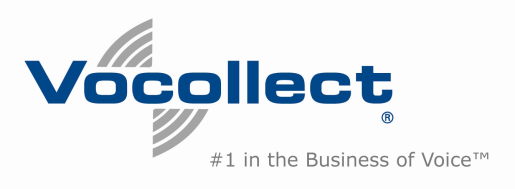 Vocollect
®
#1 in the Business of Voice™